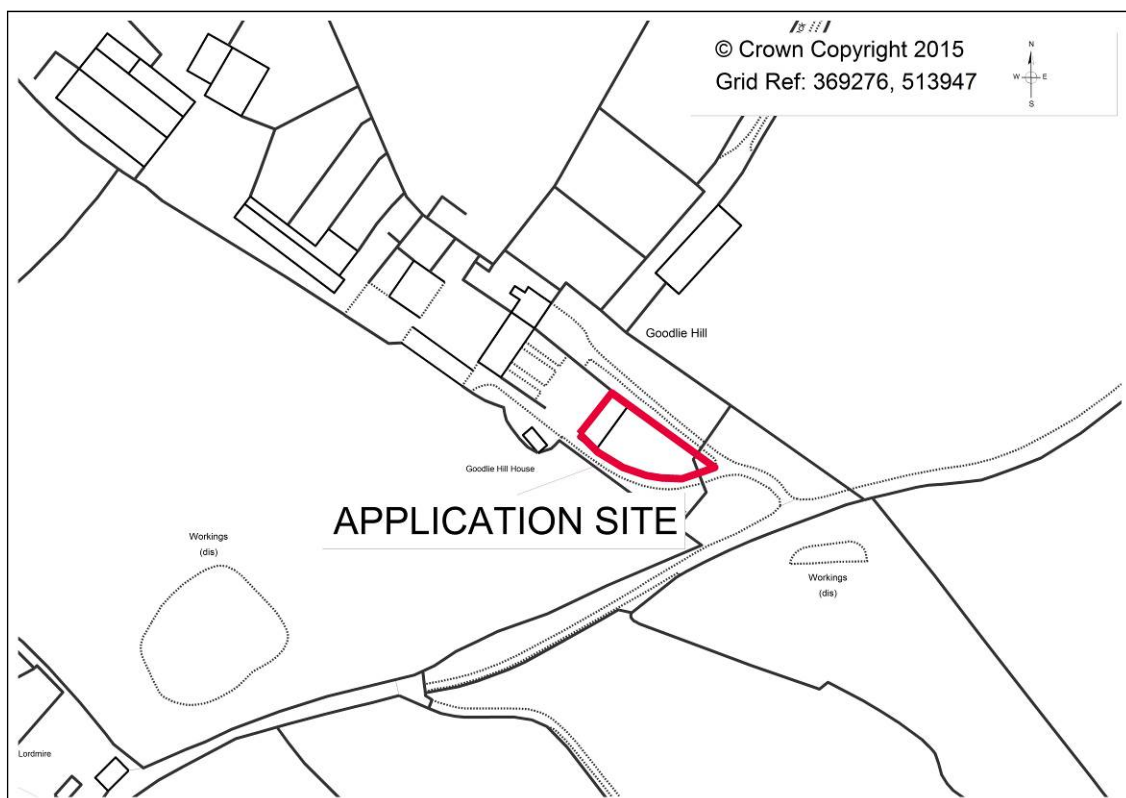 © Crown Copyright 2015
Grid Ref: 369276, 513947
N
W E
S
Goodlie Hill
Goodlie Hill House
APPLICATION SITE
Workings
(dis)
Workings
(dis)
Lordmire